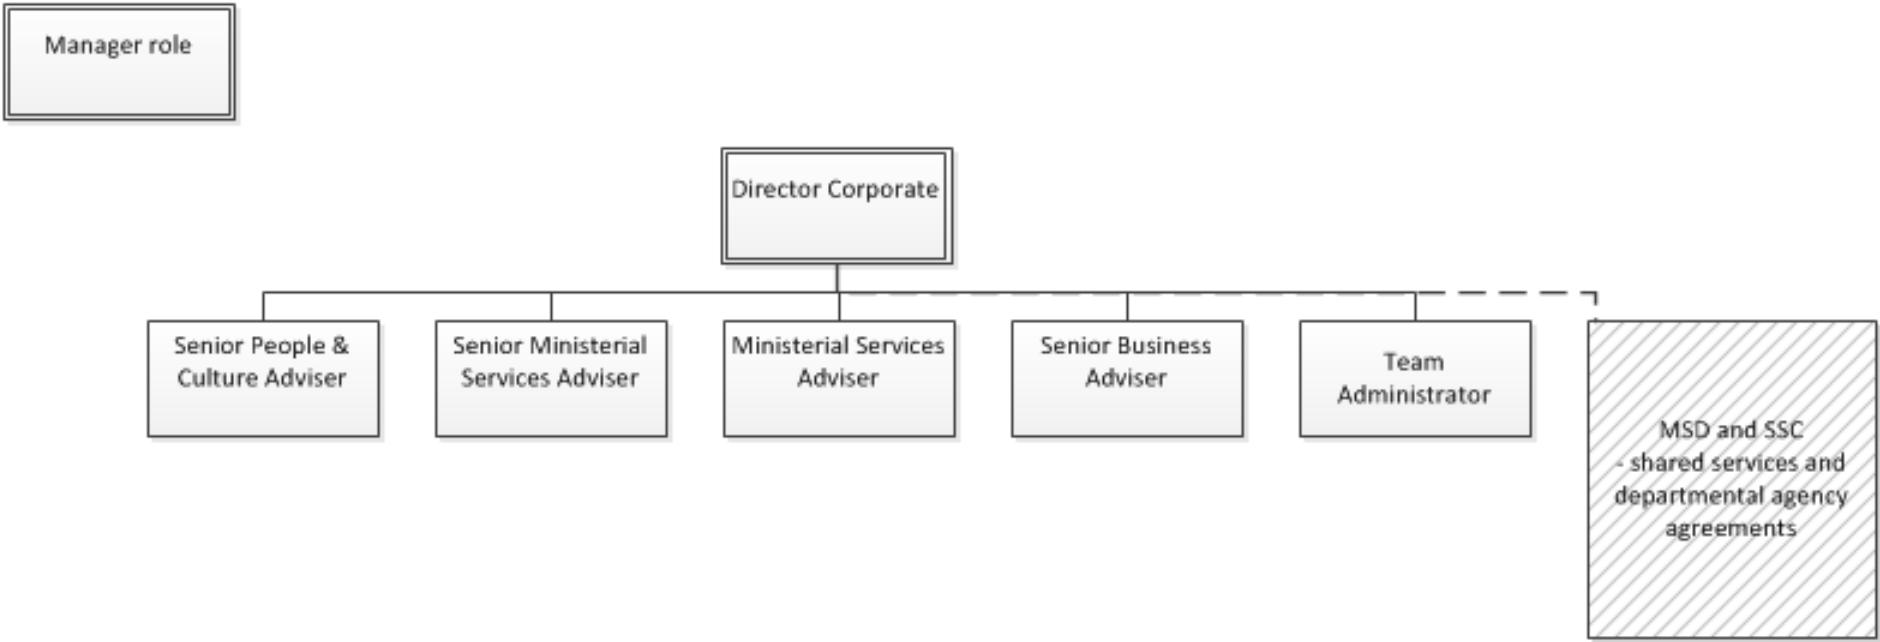 Manager role
Director Corporate
Senior People &
Culture Adviser
Senior Ministerial
Services Adviser
Ministerial Services
Adviser
Senior Business
Adviser
Team
Administrator
MSD and SSC
- shared services and
departmental agency
agreements